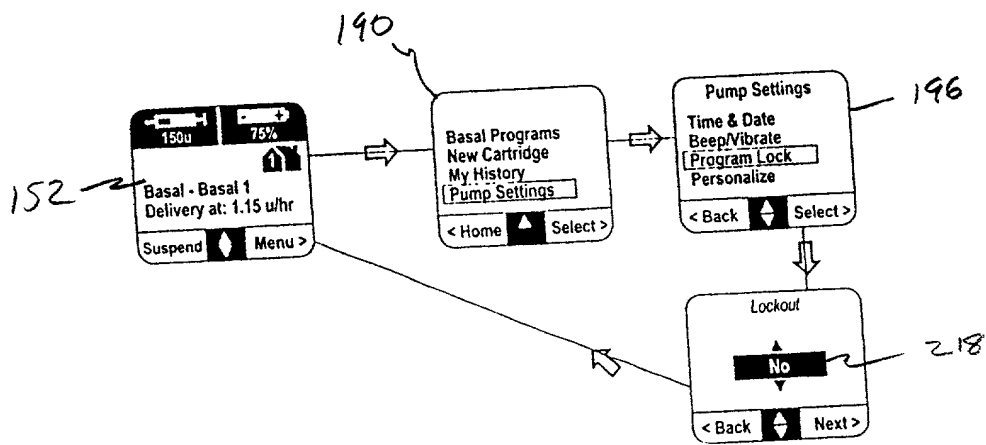 190
196
152
218
150u 75%
1
Basal - Basal 1
Delivery at: 1.15 u/hr
Suspend Menu >
Basal Programs
New Cartridge
My History
Pump Settings
< Home Select >
Pump Settings
Time & Date
Beep/Vibrate
Program Lock
Personalize
< Back Select >
Lockout
No
< Back Next >